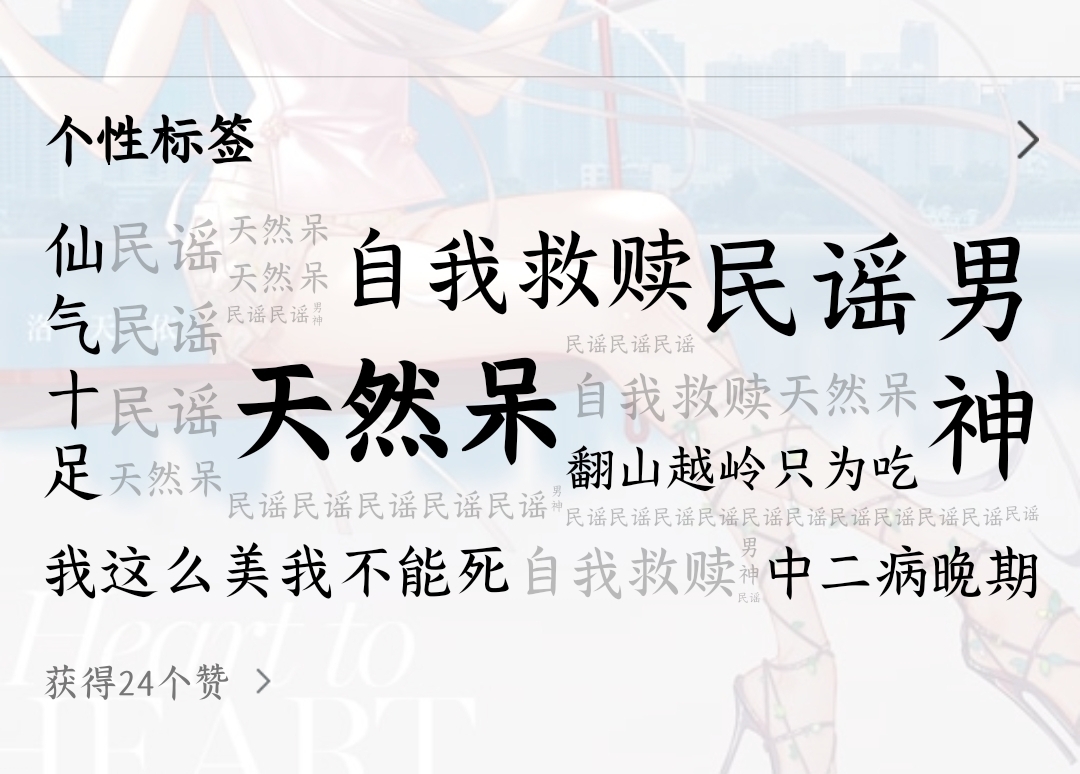 个性标签
仙气十足
民谣
民谣
民谣
天然呆
天然呆
天然呆
民谣民谣男神
自我救赎
民谣
男神
民谣民谣民谣
天然呆
自我救赎天然呆
翻山越岭只为吃
民谣民谣民谣民谣民谣男神
民谣民谣民谣民谣民谣民谣民谣民谣民谣民谣民谣
我这么美我不能死自我救赎男神民谣中二病晚期
获得24个赞
Heart to
HEART